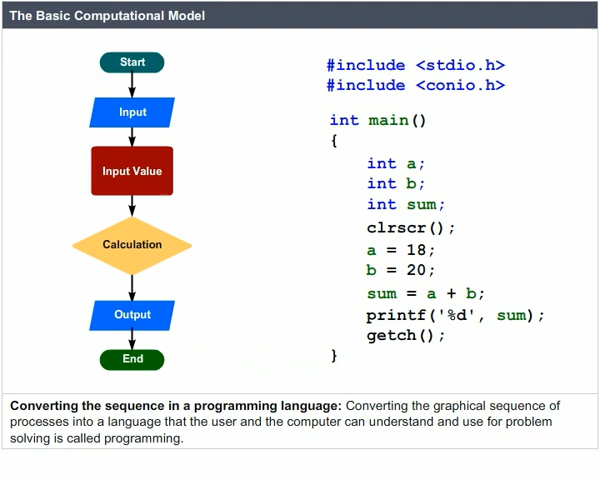 The Basic Computational Model
Start
Input
Input Value
Calculation
Output
End
#include <stdio.h>
#include <conio.h>
int main()
{
int a;
int b;
int sum;
clrscr();
a = 18;
b = 20;
sum = a + b;
printf('%d', sum);
getch();
}
Converting the sequence in a programming language: Converting the graphical sequence of
processes into a language that the user and the computer can understand and use for problem
solving is called programming.